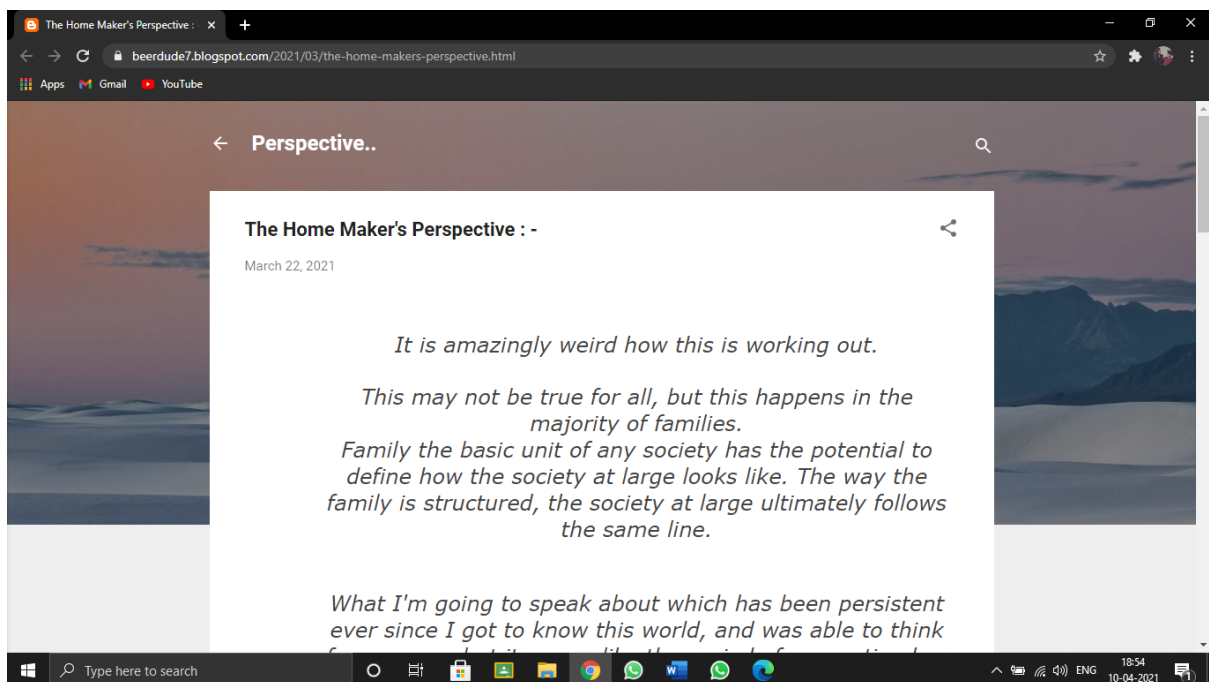 The Home Maker's Perspective :
beerdude7.blogspot.com/2021/03/the-home-makers-perspective.html
Apps Gmail YouTube
Perspective..
The Home Maker's Perspective : -
March 22, 2021
It is amazingly weird how this is working out.
This may not be true for all, but this happens in the
majority of families.
Family the basic unit of any society has the potential to
define how the society at large looks like. The way the
family is structured, the society at large ultimately follows
the same line.
What I'm going to speak about which has been persistent
ever since I got to know this world, and was able to think
Type here to search
ENG
18:54
10-04-2021
1